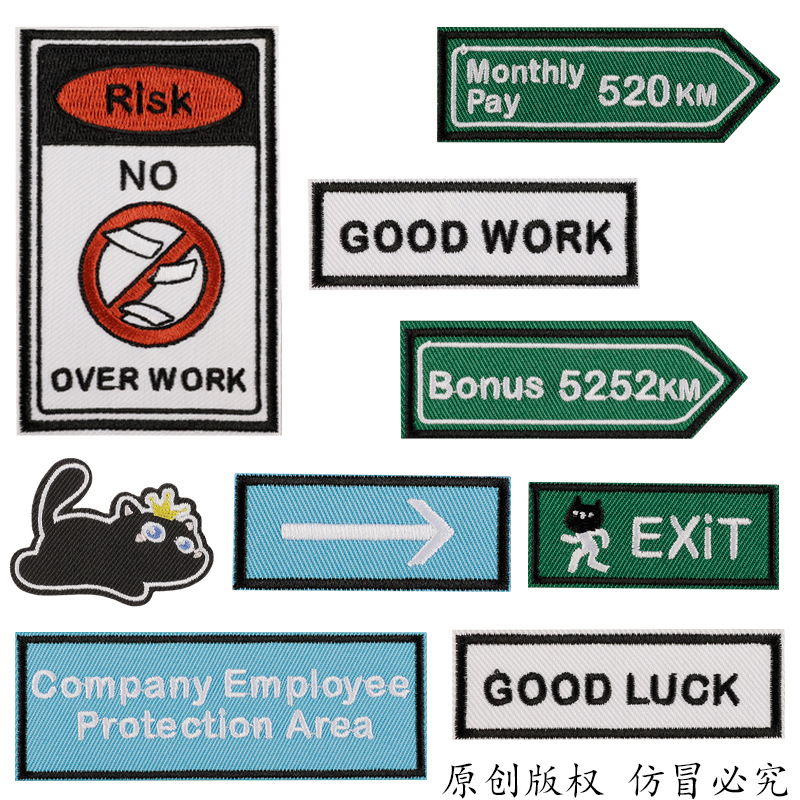 Risk
NO
OVER WORK
Monthly
Pay 520KM
GOOD WORK
Bonus 5252KM
EXiT
Company Employee
Protection Area
GOOD LUCK
原创版权 仿冒必究